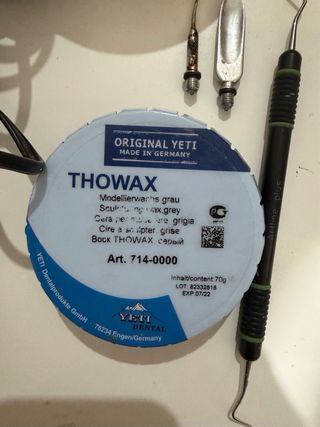 ORIGINAL YETI
MADE IN GERMANY
THOWAX
Modellierwachs grau
Sculpturing wax, grey
Cera per grigia
Cire a sculpter grise
Воск THOWAX, серый
Art. 714-0000
Inhalt/content 70g
LOT: 82332818
EXP:07/22
YETI
DENTAL
YETI Dentalprodukte GmbH · 78234 Engen/Germany